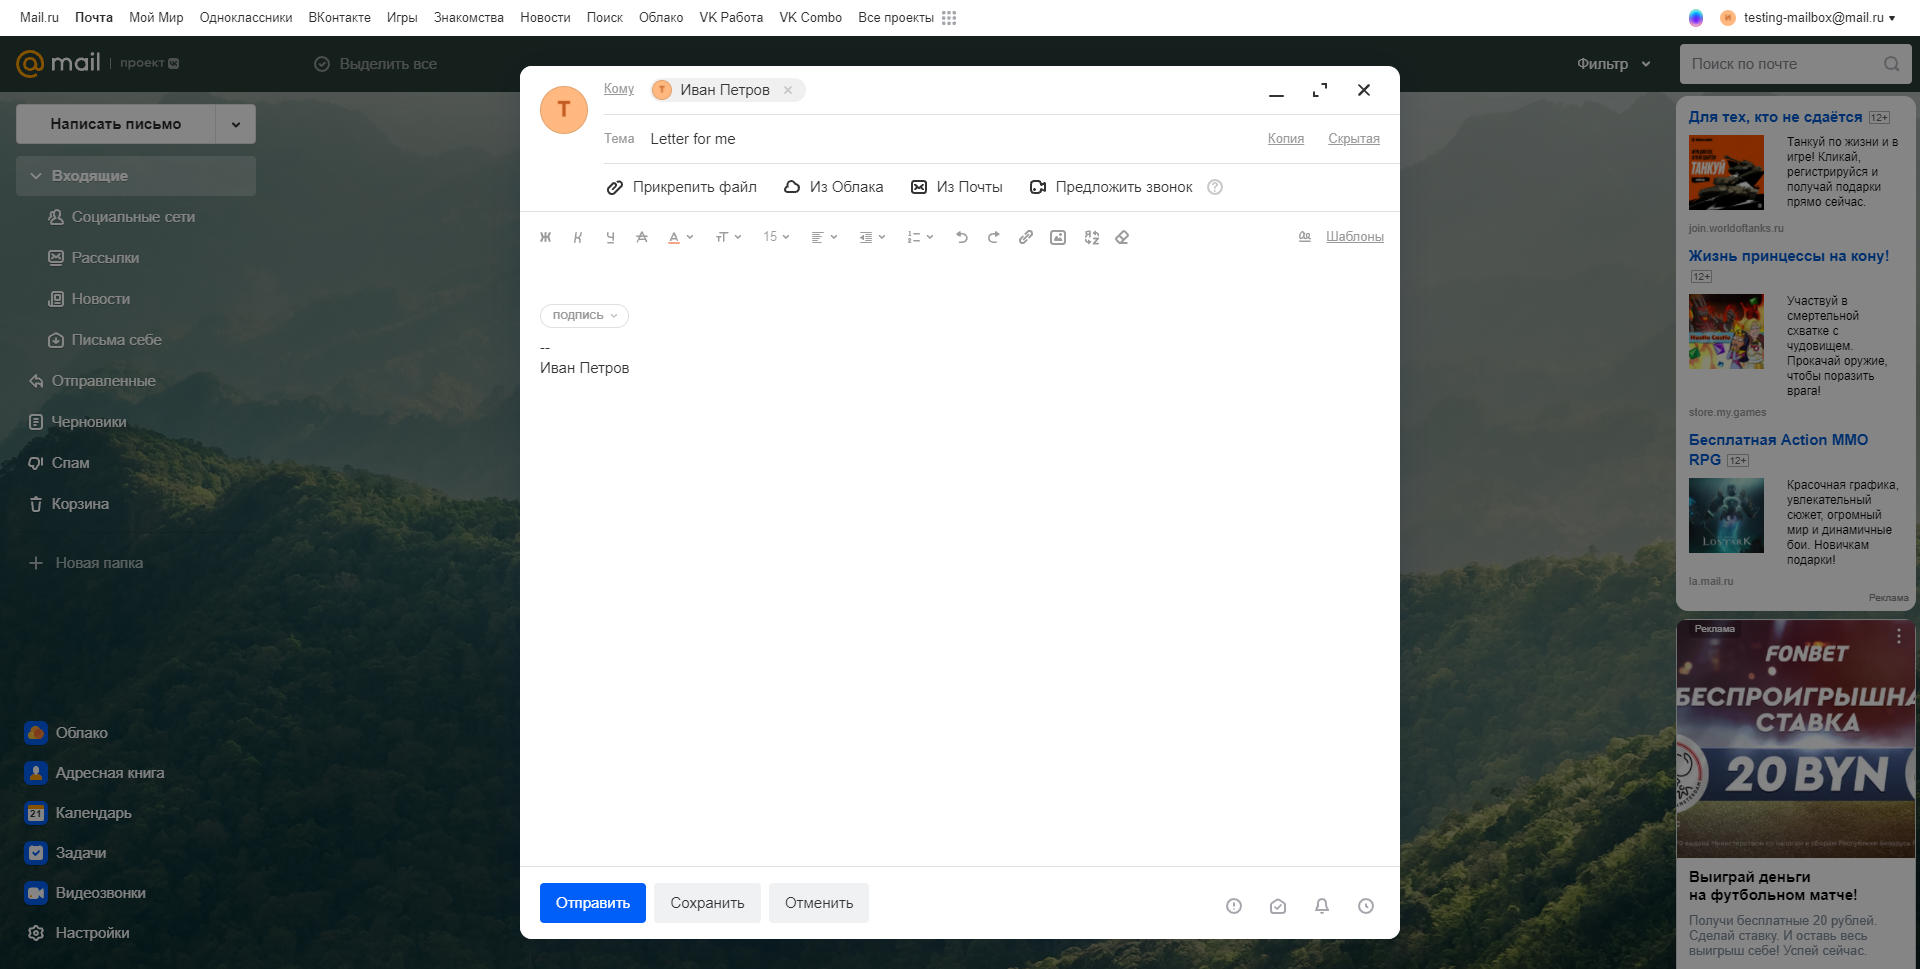 Mail.ru Почта Мой Мир Одноклассники ВКонтакте Игры Знакомства Новости Поиск Облако VK Работа VK Combo Все проекты
testing-mailbox@mail.ru
@mail проект
Выделить все
Фильтр
Поиск по почте
Написать письмо
Входящие
Социальные сети
Рассылки
Новости
Письма себе
Отправленные
Черновики
Спам
Корзина
Новая папка
Облако
Адресная книга
21 Календарь
Задачи
Видеозвонки
Настройки
Т
Кому Т Иван Петров
Тема Letter for me Копия Скрытая
Прикрепить файл Из Облака Из Почты Предложить звонок ?
Ж К Ч А А тТ 15 Шаблоны
ПОДПИСЬ
--
Иван Петров
Отправить Сохранить Отменить
Для тех, кто не сдаётся 12+
ТАНКУЙ
Танкуй по жизни и в
игре! Кликай,
регистрируйся и
получай подарки
прямо сейчас.
join.worldoftanks.ru
Жизнь принцессы на кону!
12+
Hustle Castle
Участвуй в
смертельной
схватке с
чудовищем.
Прокачай оружие,
чтобы поразить
врага!
store.my.games
Бесплатная Action MMO
RPG 12+
LOST ARK
Красочная графика,
увлекательный
сюжет, огромный
мир и динамичные
бои. Новичкам
подарки!
la.mail.ru
Реклама
Реклама
FONBET
БЕСПРОИГРЫШНА
СТАВКА
20 BYN
Выиграй деньги
на футбольном матче!
Получи бесплатные 20 рублей.
Сделай ставку. И оставь весь
выигрыш себе! Успей сейчас.